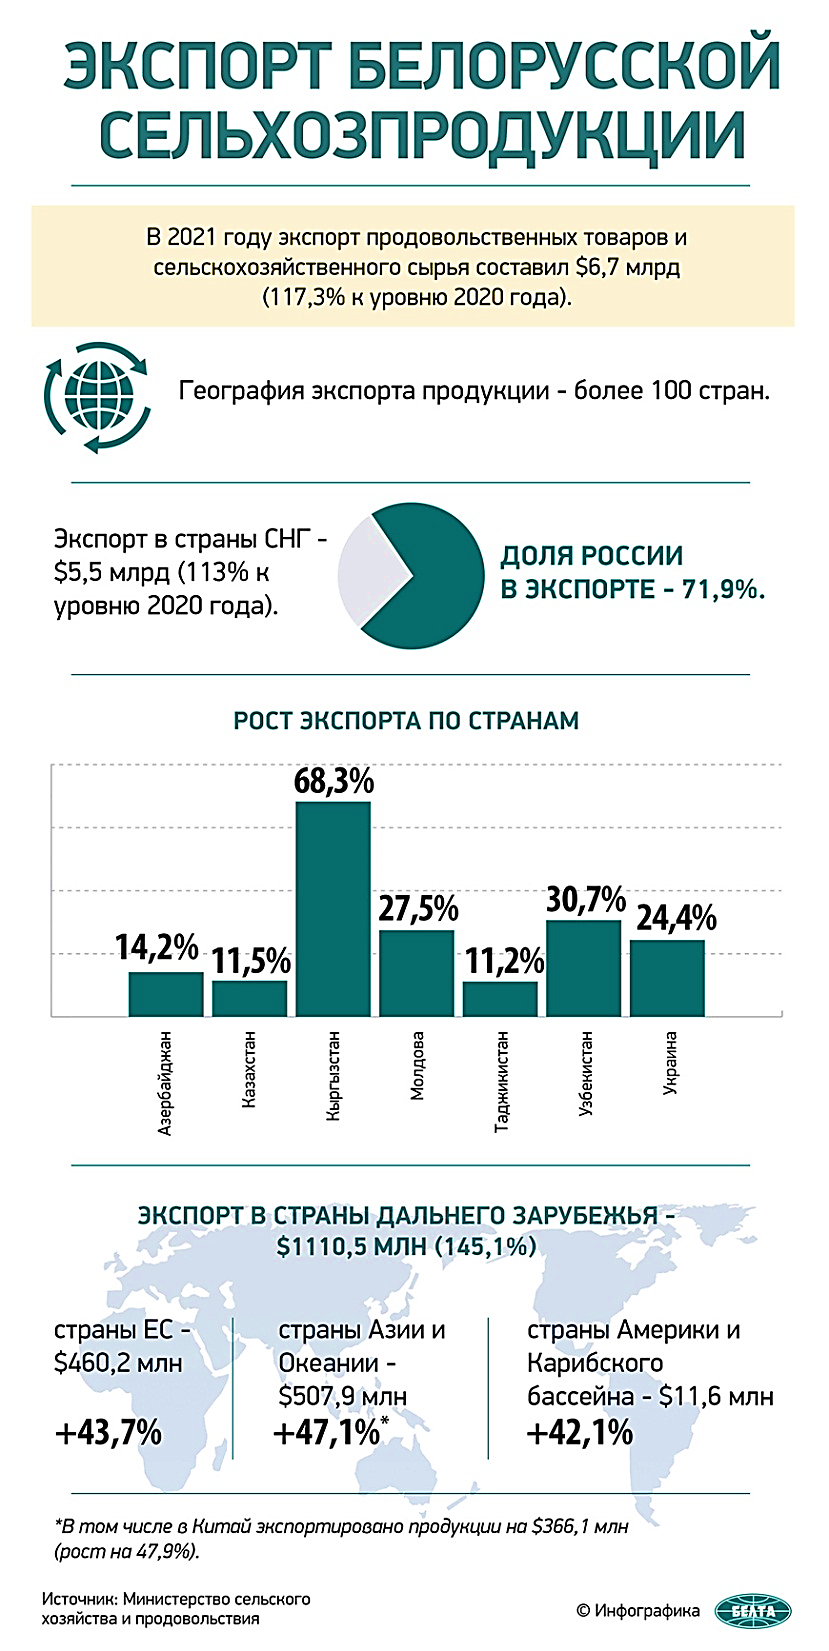 ЭКСПОРТ БЕЛОРУССКОЙ
СЕЛЬХОЗПРОДУКЦИИ
В 2021 году экспорт продовольственных товаров и
сельскохозяйственного сырья составил $6,7 млрд
(117,3% к уровню 2020 года).
География экспорта продукции - более 100 стран.
Экспорт в страны СНГ -
$5,5 млрд (113% к
уровню 2020 года).
ДОЛЯ РОССИИ
В ЭКСПОРТЕ - 71,9%.
РОСТ ЭКСПОРТА ПО СТРАНАМ
14,2%
11,5%
68,3%
27,5%
11,2%
30,7%
24,4%
Азербайджан
Казахстан
Кыргызстан
Молдова
Таджикистан
Узбекистан
Украина
ЭКСПОРТ В СТРАНЫ ДАЛЬНЕГО ЗАРУБЕЖЬЯ -
$1110,5 МЛН (145,1%)
страны ЕС -
$460,2 млн
+43,7%
страны Азии и
Океании -
$507,9 млн
+47,1%*
страны Америки и
Карибского
бассейна - $11,6 млн
+42,1%
*В том числе в Китай экспортировано продукции на $366,1 млн
(рост на 47,9%).
Источник: Министерство сельского
хозяйства и продовольствия
© Инфографика
БЕЛТА